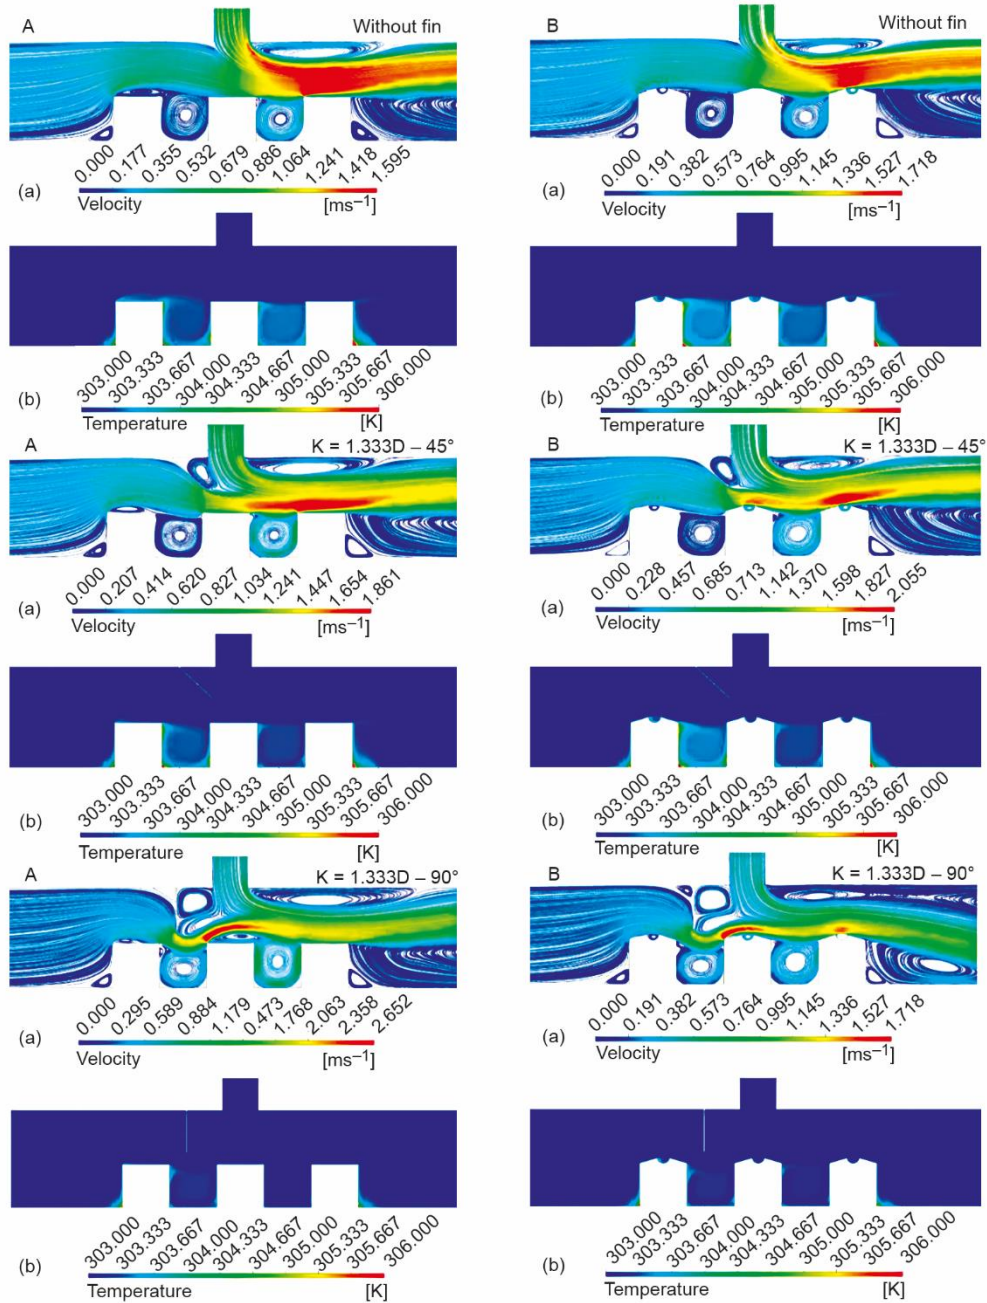 A
Without fin
0.000 0.177 0.355 0.532 0.679 0.886 1.064 1.241 1.418 1.595
(a)
Velocity [ms⁻¹]
303.000 303.333 303.667 304.000 304.333 304.667 305.000 305.333 305.667 306.000
(b)
Temperature [K]
A
K = 1.333D – 45°
0.000 0.207 0.414 0.620 0.827 1.034 1.241 1.447 1.654 1.861
(a)
Velocity [ms⁻¹]
303.000 303.333 303.667 304.000 304.333 304.667 305.000 305.333 305.667 306.000
(b)
Temperature [K]
A
K = 1.333D – 90°
0.000 0.295 0.589 0.884 1.179 0.473 1.768 2.063 2.358 2.652
(a)
Velocity [ms⁻¹]
303.000 303.333 303.667 304.000 304.333 304.667 305.000 305.333 305.667 306.000
(b)
Temperature [K]
B
Without fin
0.000 0.191 0.382 0.573 0.764 0.995 1.145 1.336 1.527 1.718
(a)
Velocity [ms⁻¹]
303.000 303.333 303.667 304.000 304.333 304.667 305.000 305.333 305.667 306.000
(b)
Temperature [K]
B
K = 1.333D – 45°
0.000 0.228 0.457 0.685 0.713 1.142 1.370 1.598 1.827 2.055
(a)
Velocity [ms⁻¹]
303.000 303.333 303.667 304.000 304.333 304.667 305.000 305.333 305.667 306.000
(b)
Temperature [K]
B
K = 1.333D – 90°
0.000 0.191 0.382 0.573 0.764 0.995 1.145 1.336 1.527 1.718
(a)
Velocity [ms⁻¹]
303.000 303.333 303.667 304.000 304.333 304.667 305.000 305.333 305.667 306.000
(b)
Temperature [K]